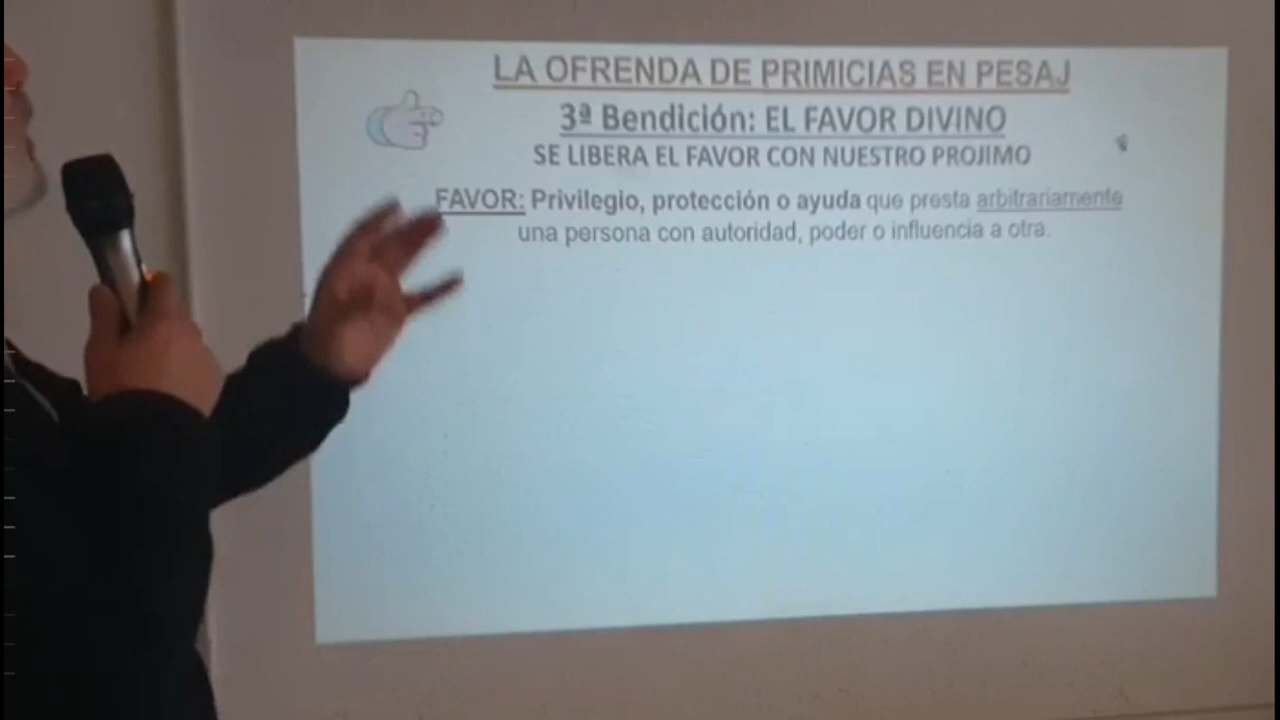 LA OFRENDA DE PRIMICIAS EN PESAJ
3ª Bendición: EL FAVOR DIVINO
SE LIBERA EL FAVOR CON NUESTRO PROJIMO
FAVOR: Privilegio, protección o ayuda que presta arbitrariamente
una persona con autoridad, poder o influencia a otra.